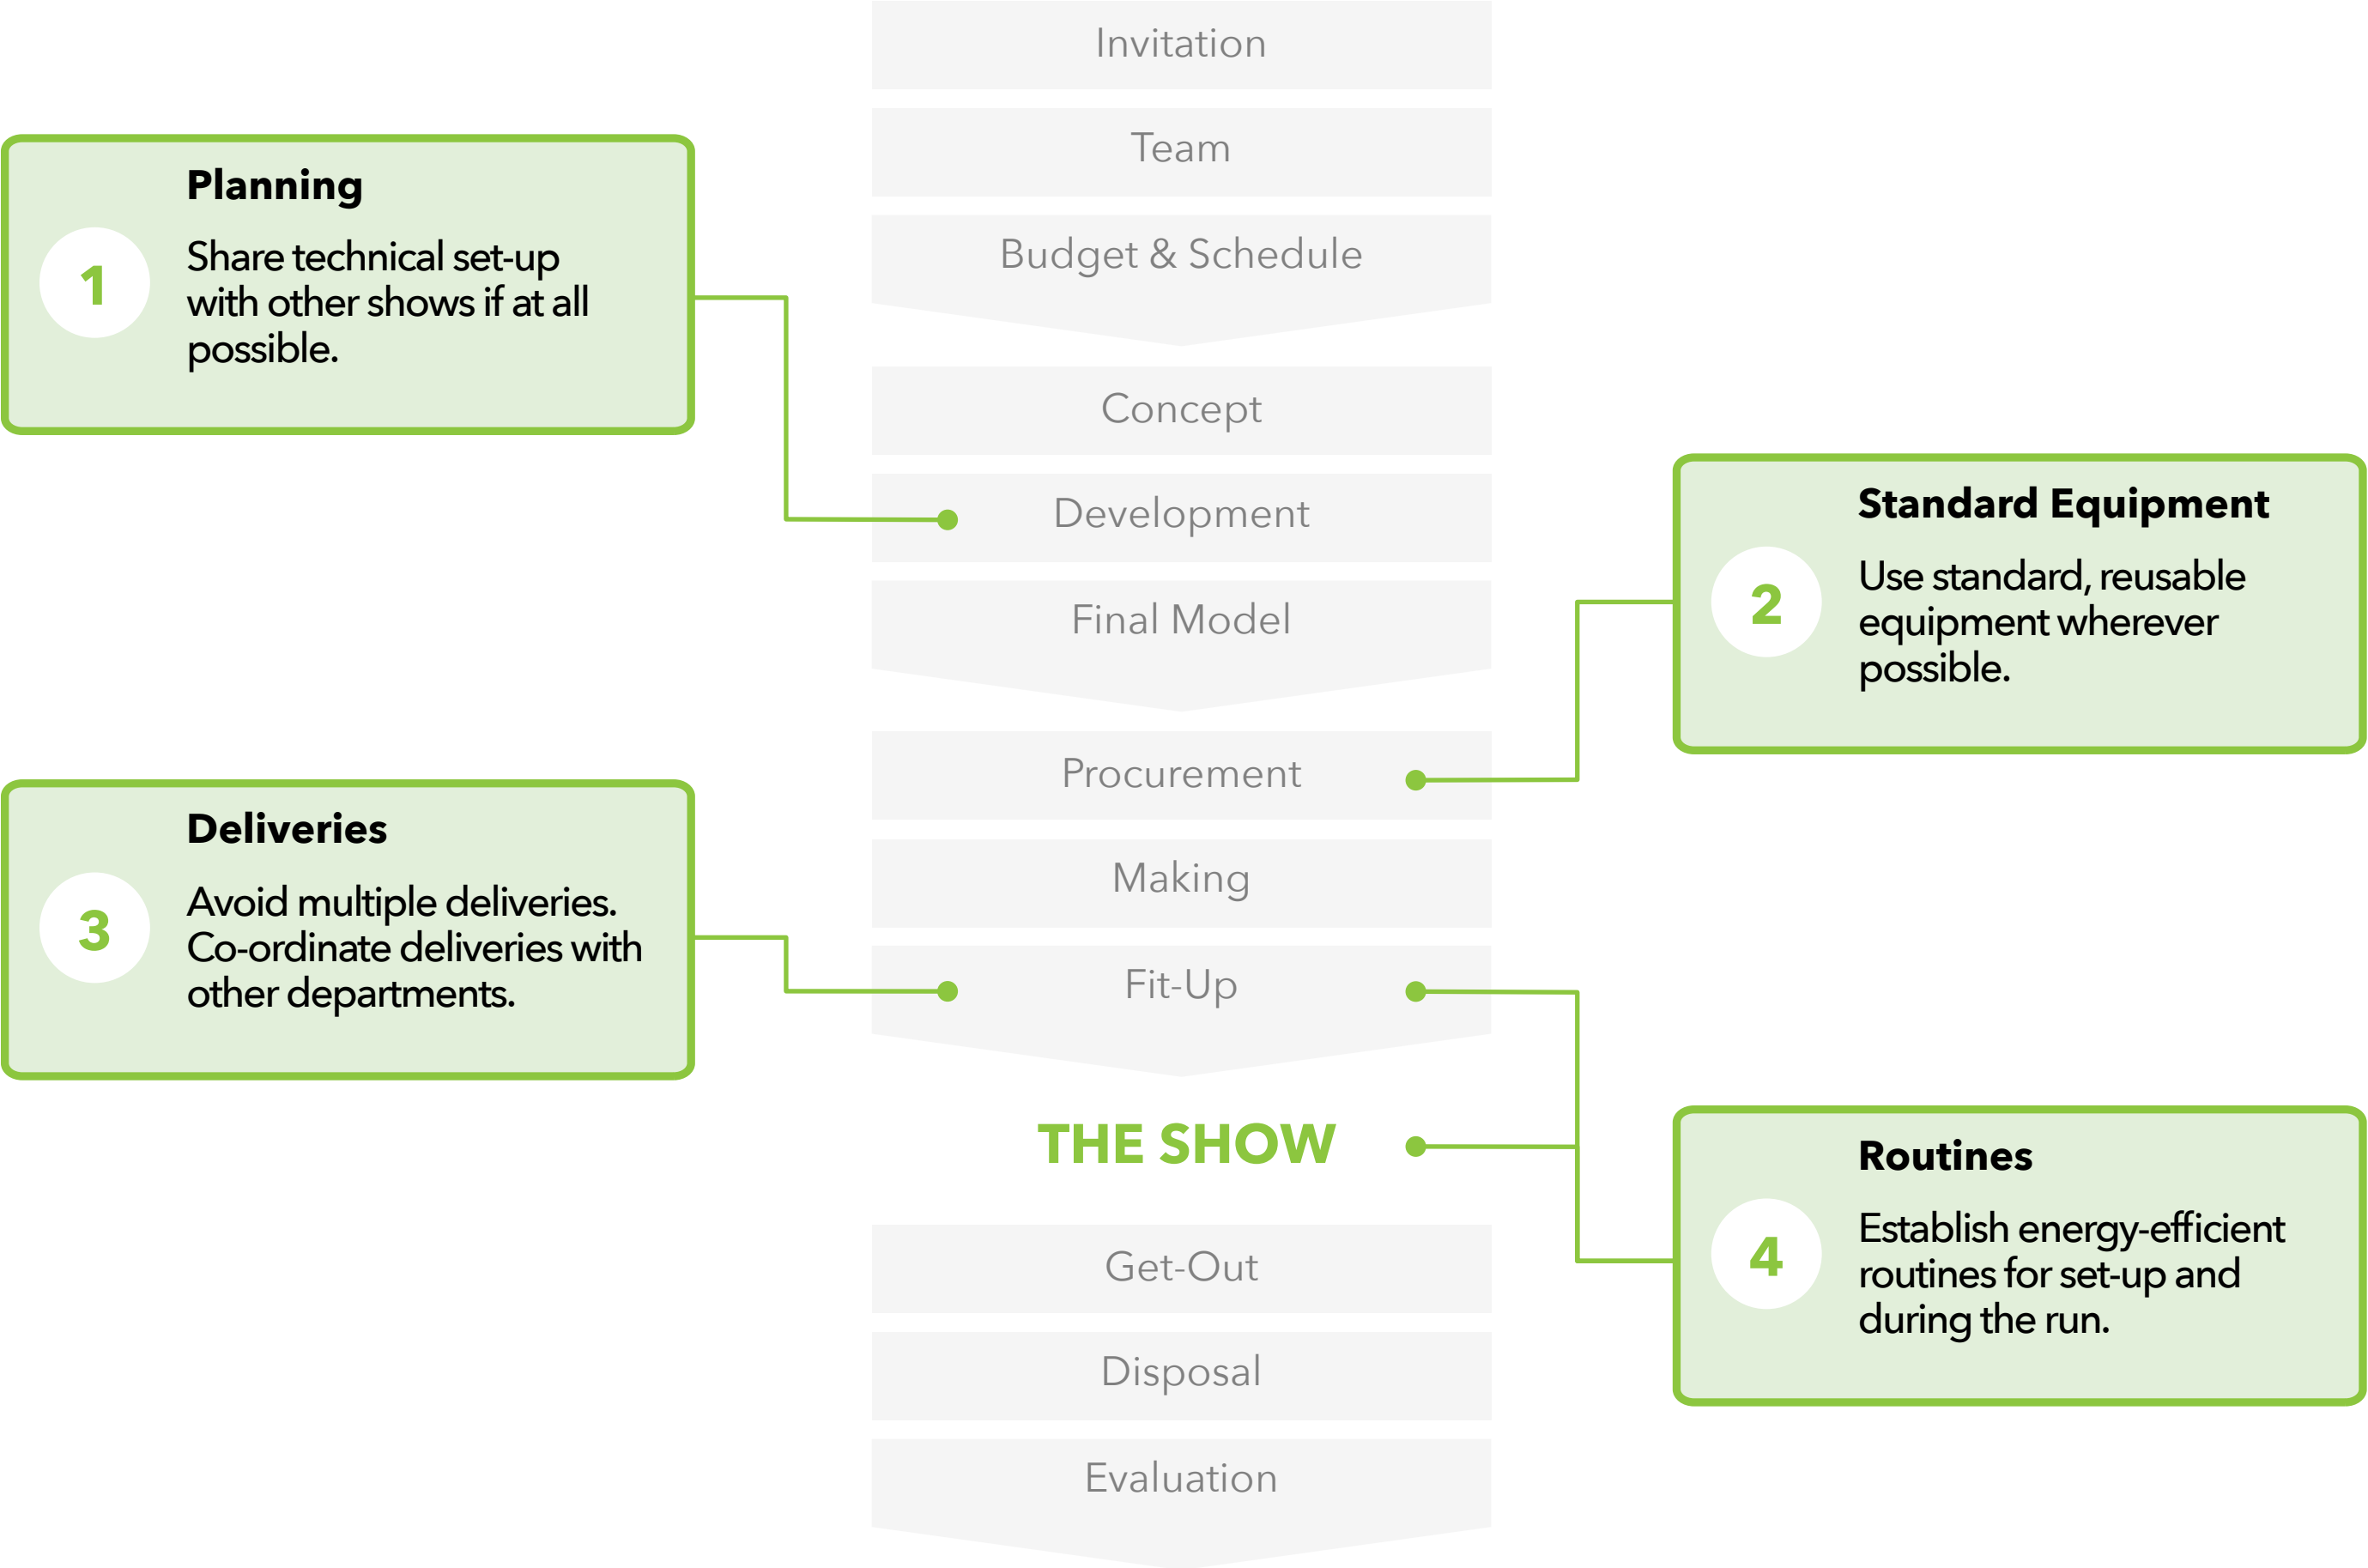 Invitation
Team
Budget & Schedule
Concept
Development
Final Model
Procurement
Making
Fit-Up
THE SHOW
Get-Out
Disposal
Evaluation
1
Planning
Share technical set-up
with other shows if at all
possible.
2
Standard Equipment
Use standard, reusable
equipment wherever
possible.
3
Deliveries
Avoid multiple deliveries.
Co-ordinate deliveries with
other departments.
4
Routines
Establish energy-efficient
routines for set-up and
during the run.